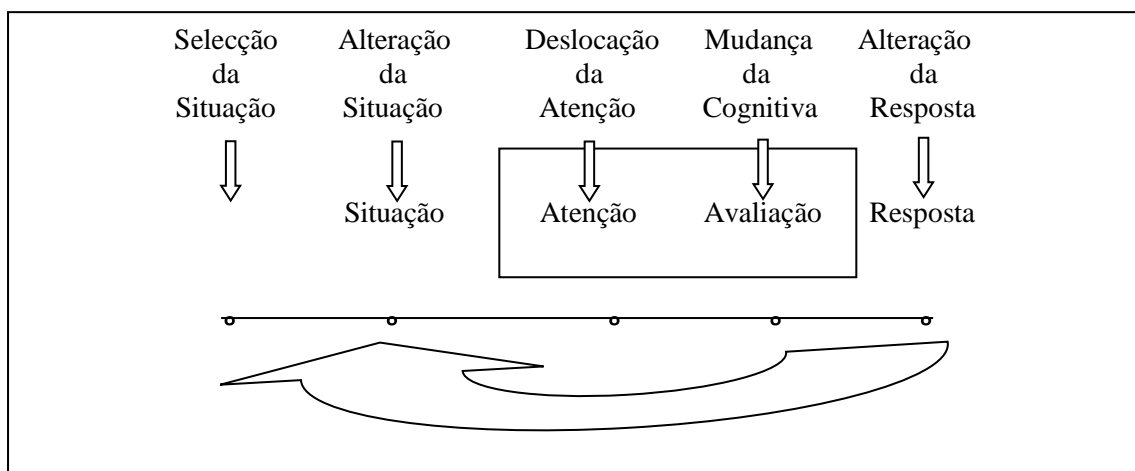 Selecção Alteração Deslocação Mudança Alteração
da da da da da
Situação Situação Atenção Cognitiva Resposta
Situação Atenção Avaliação Resposta